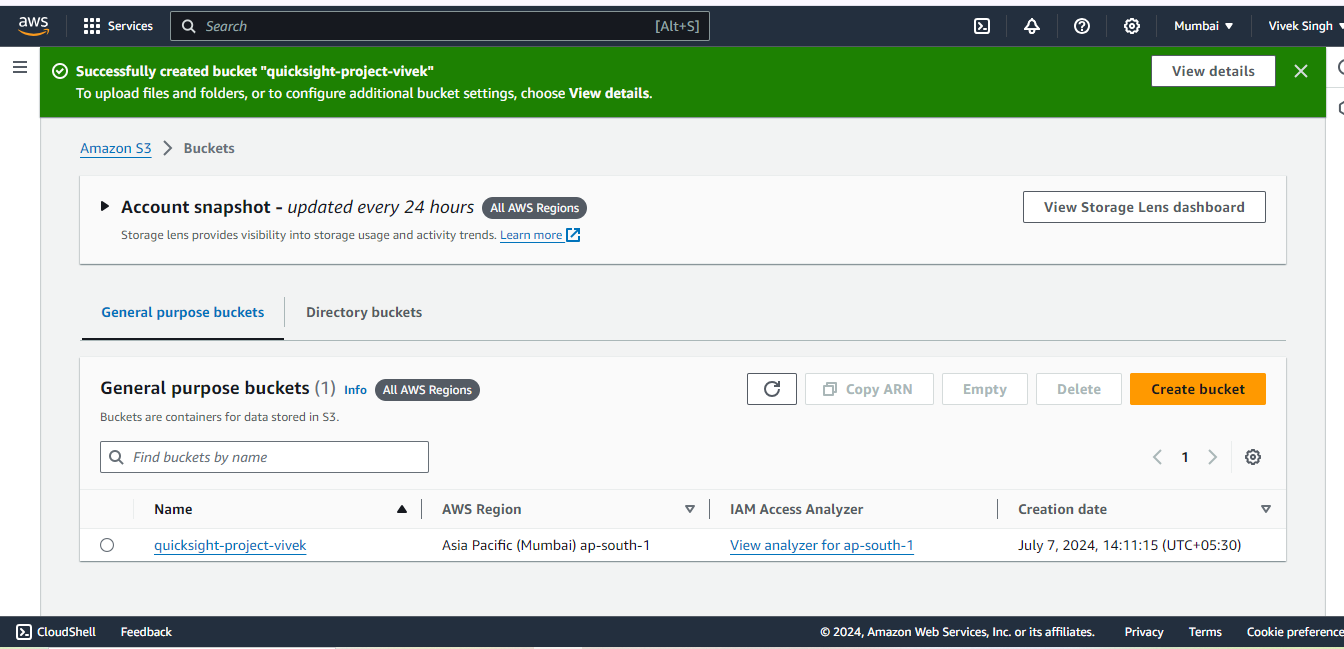 aws Services Search [Alt+S] Mumbai Vivek Singh
Successfully created bucket "quicksight-project-vivek"
To upload files and folders, or to configure additional bucket settings, choose View details.
View details
Amazon S3 Buckets
Account snapshot - updated every 24 hours All AWS Regions
Storage lens provides visibility into storage usage and activity trends. Learn more
View Storage Lens dashboard
General purpose buckets Directory buckets
General purpose buckets (1) Info All AWS Regions
Buckets are containers for data stored in S3.
Copy ARN Empty Delete Create bucket
Find buckets by name
1
Name AWS Region IAM Access Analyzer Creation date
quicksight-project-vivek Asia Pacific (Mumbai) ap-south-1 View analyzer for ap-south-1 July 7, 2024, 14:11:15 (UTC+05:30)
CloudShell Feedback © 2024, Amazon Web Services, Inc. or its affiliates. Privacy Terms Cookie preference